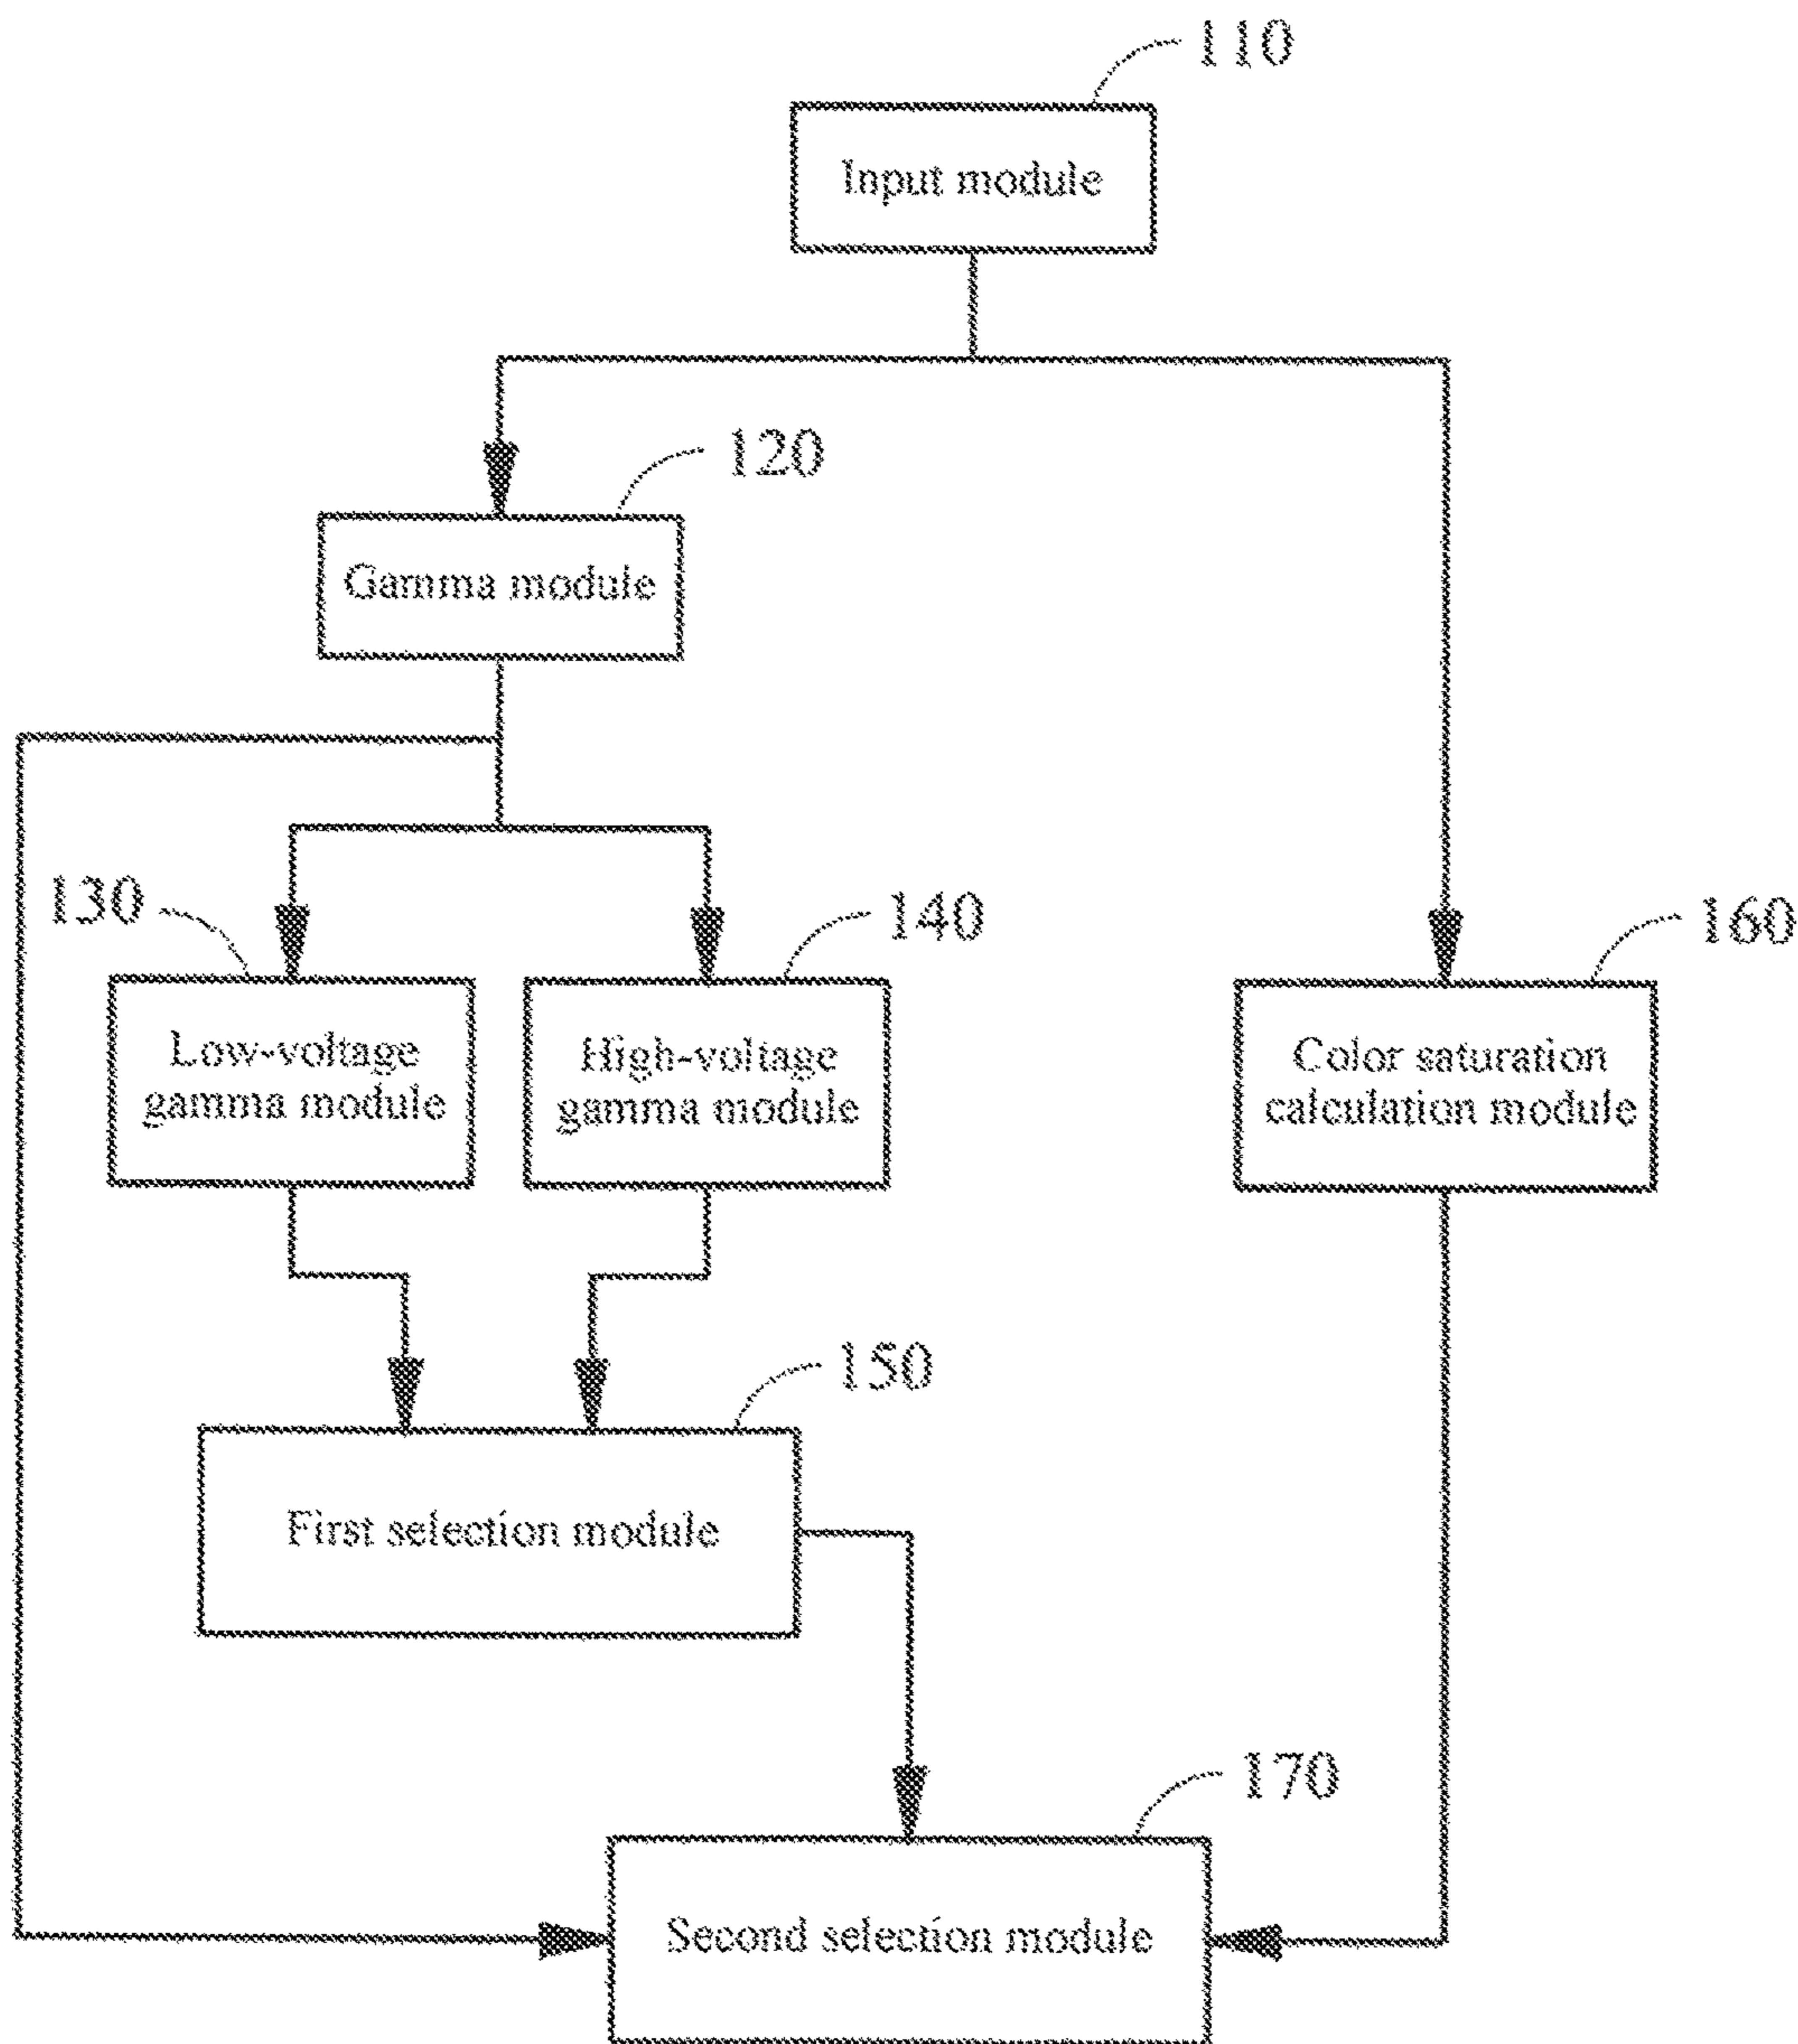 110
Input module
120
Gamma module
130
140
160
Low-voltage
gamma module
High-voltage
gamma module
Color saturation
calculation module
150
First selection module
170
Second selection module